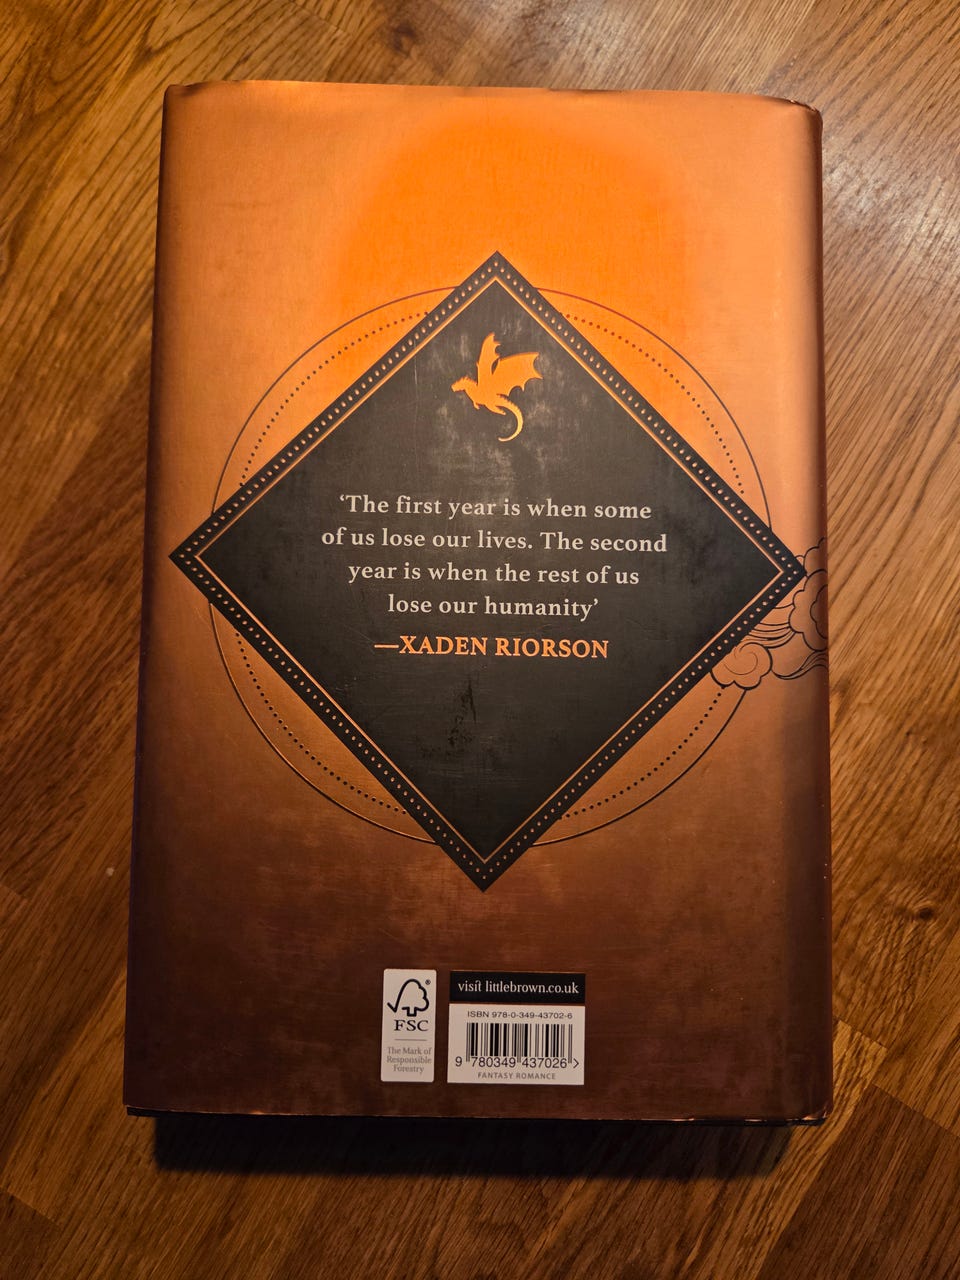 ‘The first year is when some
of us lose our lives. The second
year is when the rest of us
lose our humanity’
—XADEN RIORSON
FSC®
The Mark of
Responsible
Forestry
visit littlebrown.co.uk
ISBN 978-0-349-43702-6
9 780349 437026 >
FANTASY ROMANCE